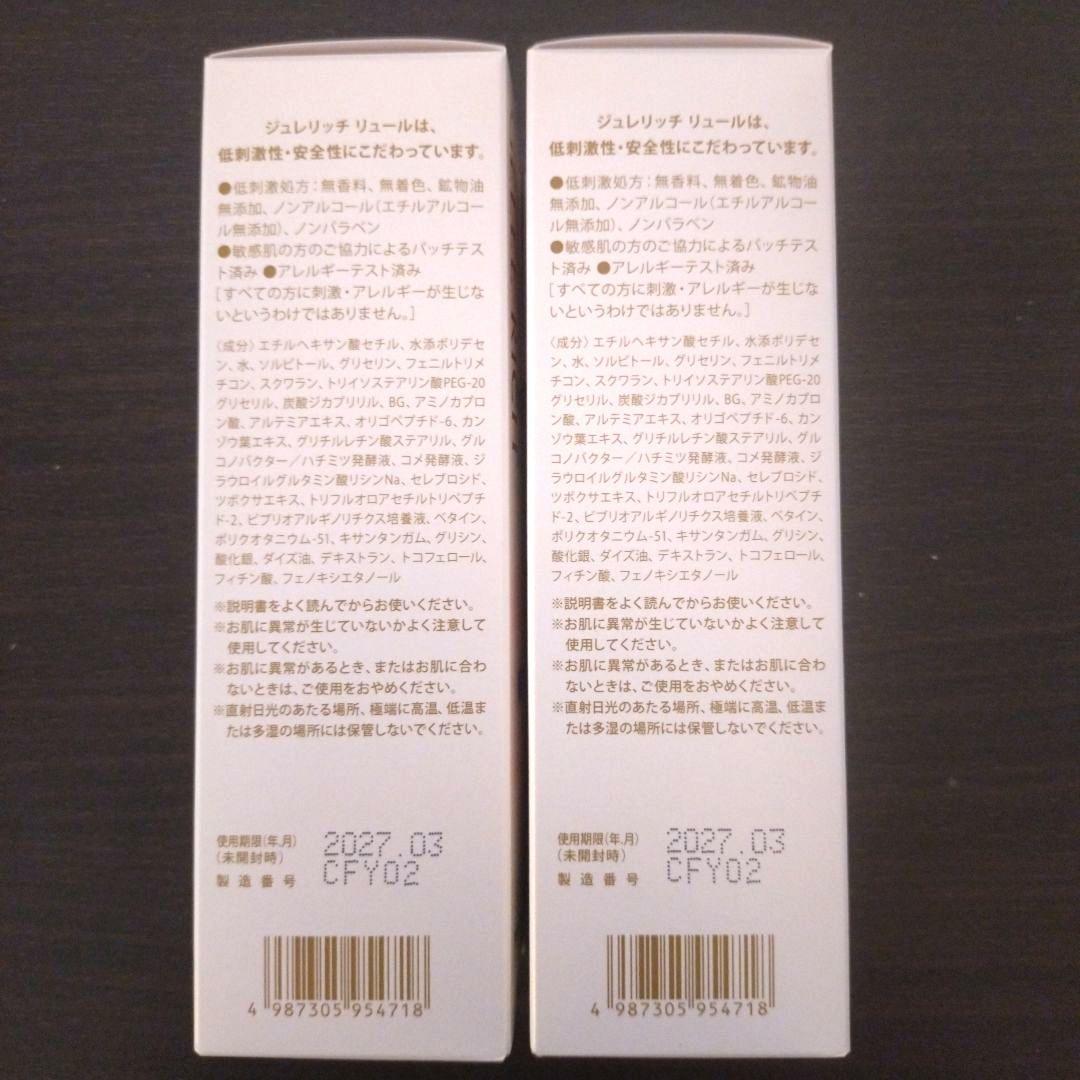 ジュレリッチ リュールは、
低刺激性・安全性にこだわっています。
●低刺激処方：無香料、無着色、鉱物油
無添加、ノンアルコール（エチルアルコー
ル無添加）、ノンパラベン
●敏感肌の方のご協力によるパッチテス
ト済み ●アレルギーテスト済み
［すべての方に刺激・アレルギーが生じな
いというわけではありません。］
〈成分〉エチルヘキサン酸セチル、水添ポリデセ
ン、水、ソルビトール、グリセリン、フェニルトリメ
チコン、スクワラン、トリイソステアリン酸PEG-20
グリセリル、炭酸ジカプリリル、BG、アミノカプロ
ン酸、アルテミアエキス、オリゴペプチド-6、カン
ゾウ葉エキス、グリチルレチン酸ステアリル、グル
コノバクター／ハチミツ発酵液、コメ発酵液、ジ
ラウロイルグルタミン酸リシンNa、セレブロシド、
ツボクサエキス、トリフルオロアセチルトリペプチ
ド-2、ビブリオアルギノリチクス培養液、ベタイン、
ポリクオタニウム-51、キサンタンガム、グリシン、
酸化銀、ダイズ油、デキストラン、トコフェロール、
フィチン酸、フェノキシエタノール
※説明書をよく読んでからお使いください。
※お肌に異常が生じていないかよく注意して
使用してください。
※お肌に異常があるとき、またはお肌に合わ
ないときは、ご使用をおやめください。
※直射日光のあたる場所、極端に高温、低温ま
たは多湿の場所には保管しないでください。
使用期限（年、月） 2027.03
（未開封時）
製造番号 CFY02
4 987305 954718
ジュレリッチ リュールは、
低刺激性・安全性にこだわっています。
●低刺激処方：無香料、無着色、鉱物油
無添加、ノンアルコール（エチルアルコー
ル無添加）、ノンパラベン
●敏感肌の方のご協力によるパッチテス
ト済み ●アレルギーテスト済み
［すべての方に刺激・アレルギーが生じな
いというわけではありません。］
〈成分〉エチルヘキサン酸セチル、水添ポリデセ
ン、水、ソルビトール、グリセリン、フェニルトリメ
チコン、スクワラン、トリイソステアリン酸PEG-20
グリセリル、炭酸ジカプリリル、BG、アミノカプロ
ン酸、アルテミアエキス、オリゴペプチド-6、カン
ゾウ葉エキス、グリチルレチン酸ステアリル、グル
コノバクター／ハチミツ発酵液、コメ発酵液、ジ
ラウロイルグルタミン酸リシンNa、セレブロシド、
ツボクサエキス、トリフルオロアセチルトリペプチ
ド-2、ビブリオアルギノリチクス培養液、ベタイン、
ポリクオタニウム-51、キサンタンガム、グリシン、
酸化銀、ダイズ油、デキストラン、トコフェロール、
フィチン酸、フェノキシエタノール
※説明書をよく読んでからお使いください。
※お肌に異常が生じていないかよく注意して
使用してください。
※お肌に異常があるとき、またはお肌に合わ
ないときは、ご使用をおやめください。
※直射日光のあたる場所、極端に高温、低温ま
たは多湿の場所には保管しないでください。
使用期限（年、月） 2027.03
（未開封時）
製造番号 CFY02
4 987305 954718